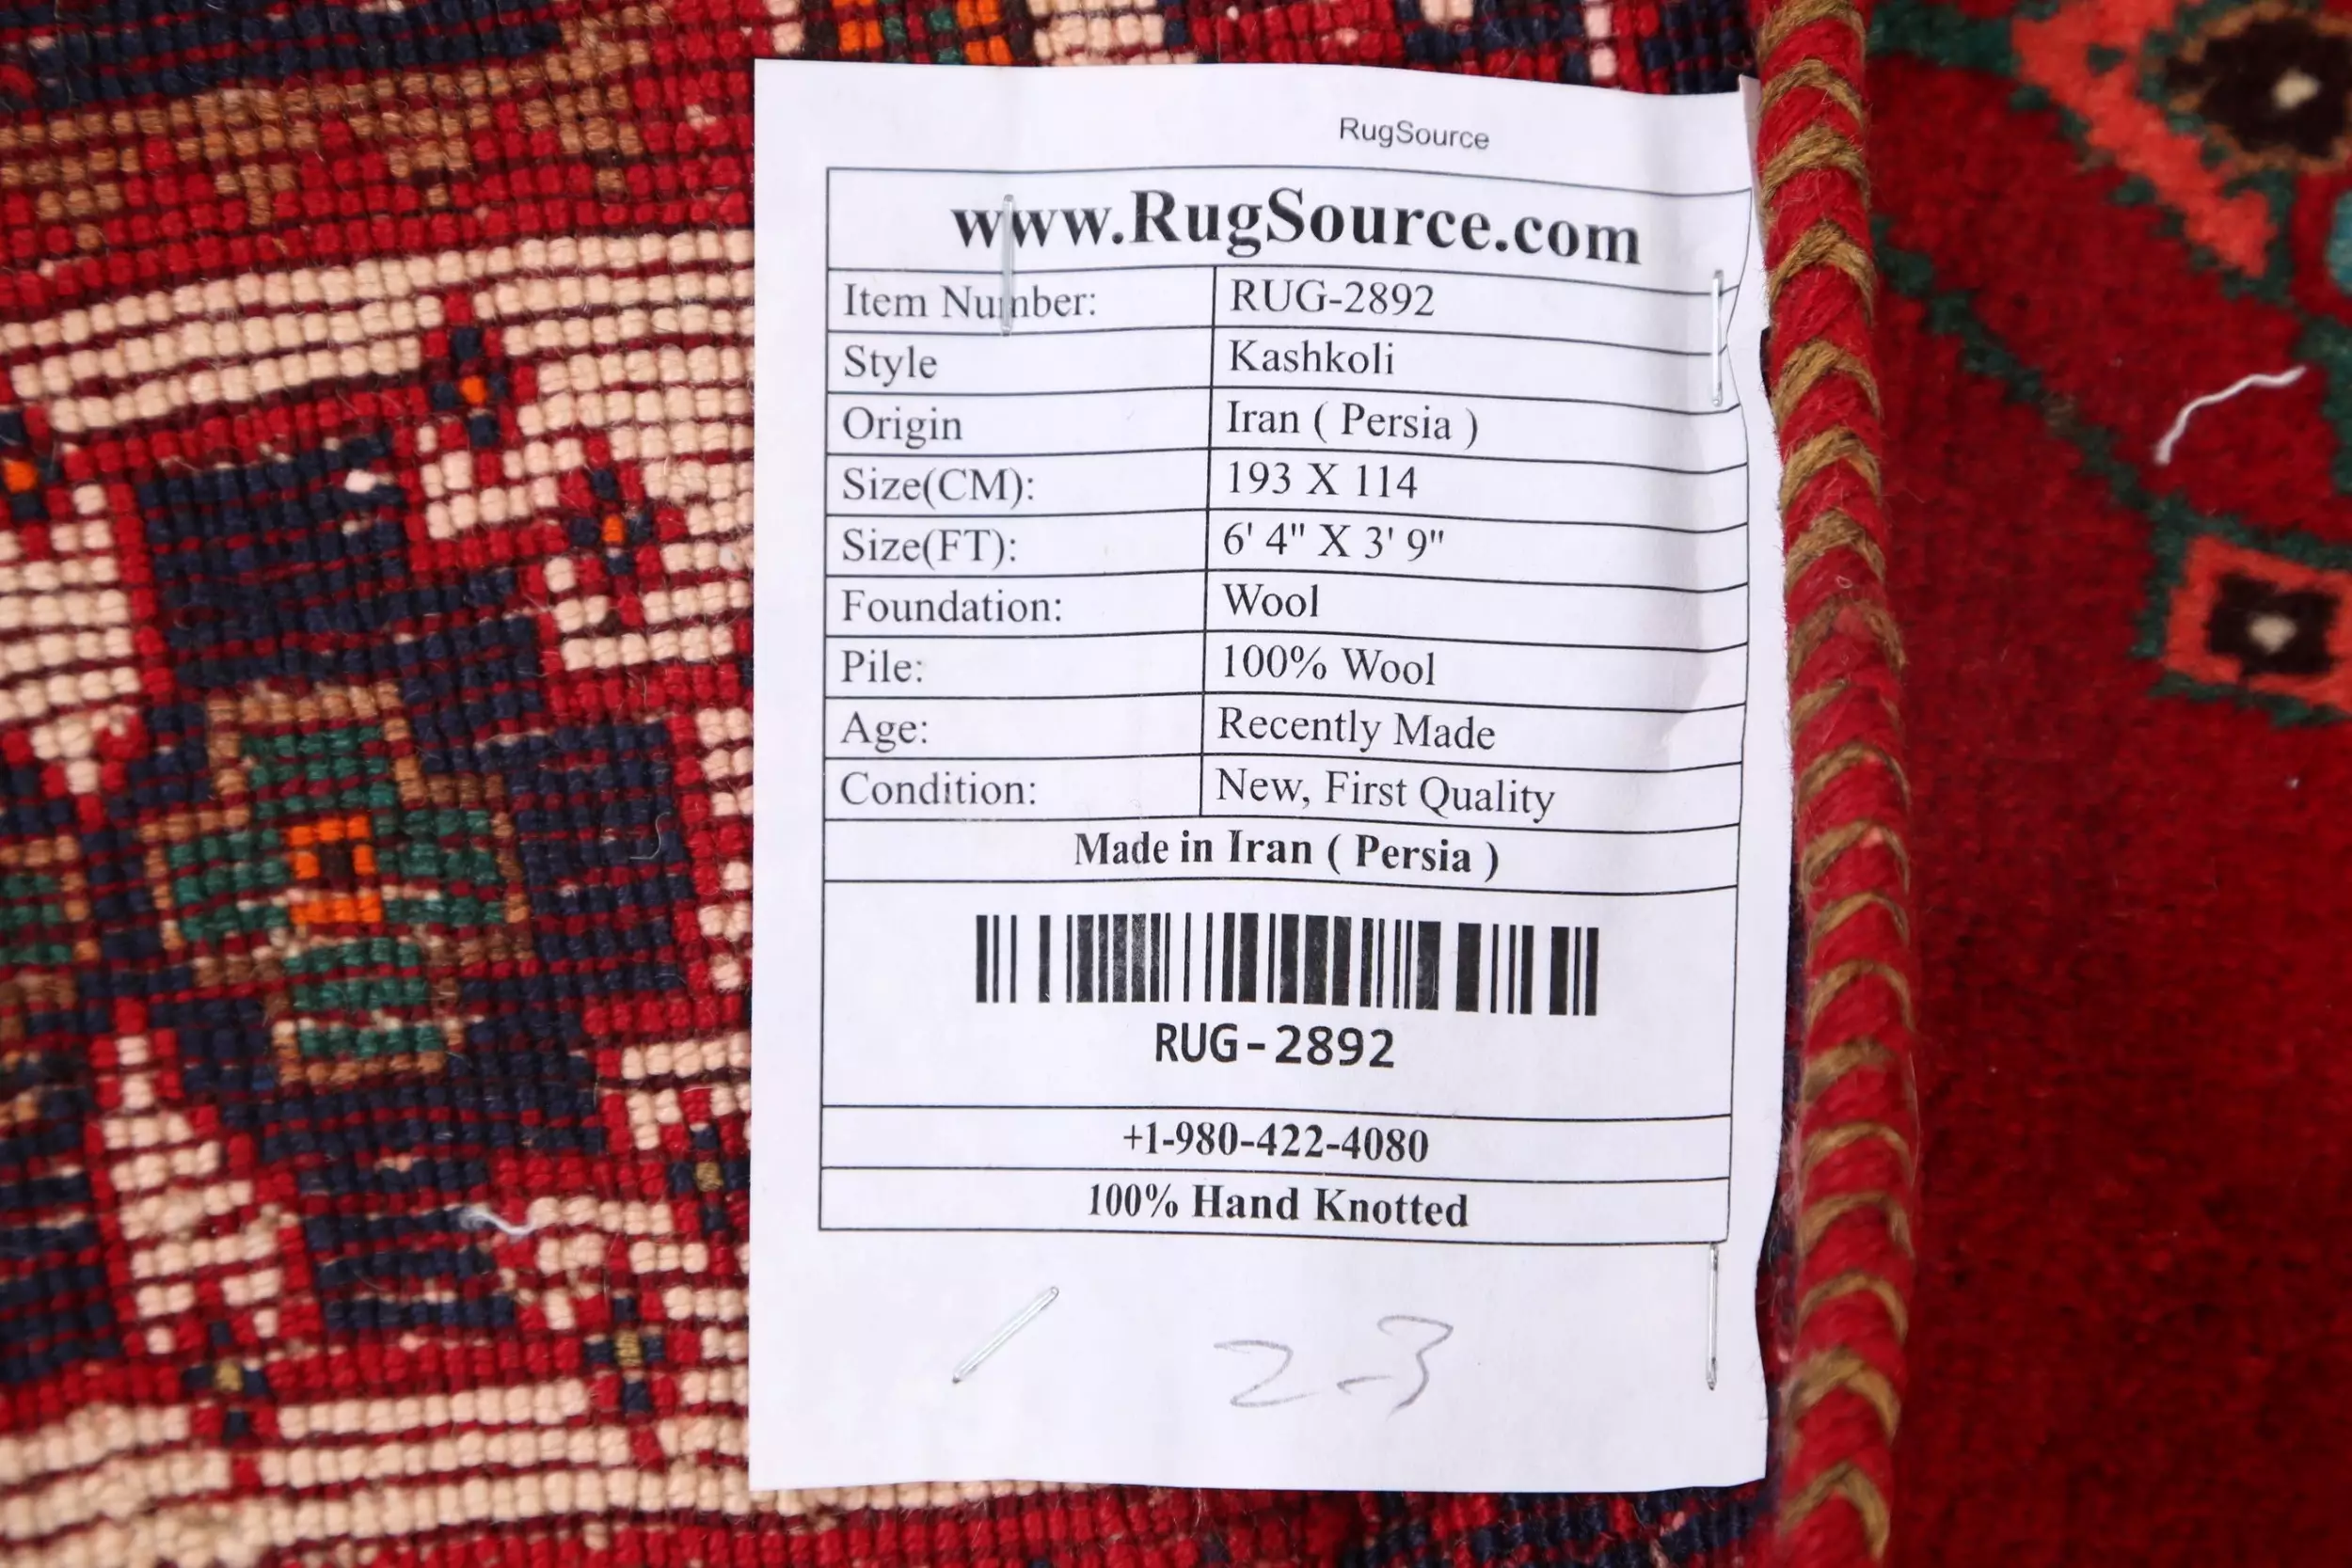 RugSource
www.RugSource.com
Item Number: RUG-2892
Style Kashkoli
Origin Iran ( Persia )
Size(CM): 193 X 114
Size(FT): 6' 4" X 3' 9"
Foundation: Wool
Pile: 100% Wool
Age: Recently Made
Condition: New, First Quality
Made in Iran ( Persia )
RUG-2892
+1-980-422-4080
100% Hand Knotted
2-3